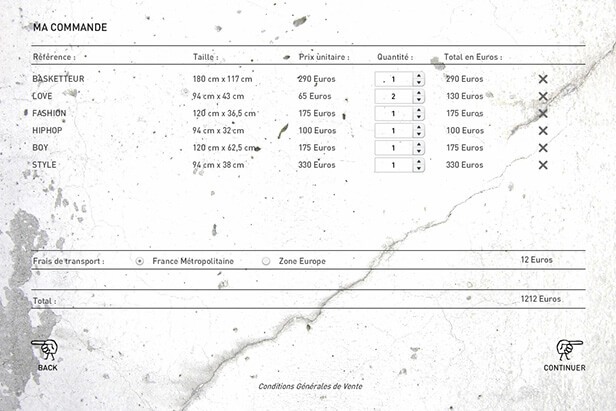 MA COMMANDE
Référence : Taille : Prix unitaire : Quantité : Total en Euros :
BASKETTEUR 180 cm x 117 cm 290 Euros 1 290 Euros
LOVE 94 cm x 43 cm 65 Euros 2 130 Euros
FASHION 120 cm x 36,5 cm 175 Euros 1 175 Euros
HIPHOP 94 cm x 32 cm 100 Euros 1 100 Euros
BOY 120 cm x 62,5 cm 175 Euros 1 175 Euros
STYLE 94 cm x 38 cm 330 Euros 1 330 Euros
Frais de transport : France Métropolitaine Zone Europe 12 Euros
Total : 1212 Euros
BACK CONTINUER
Conditions Générales de Vente